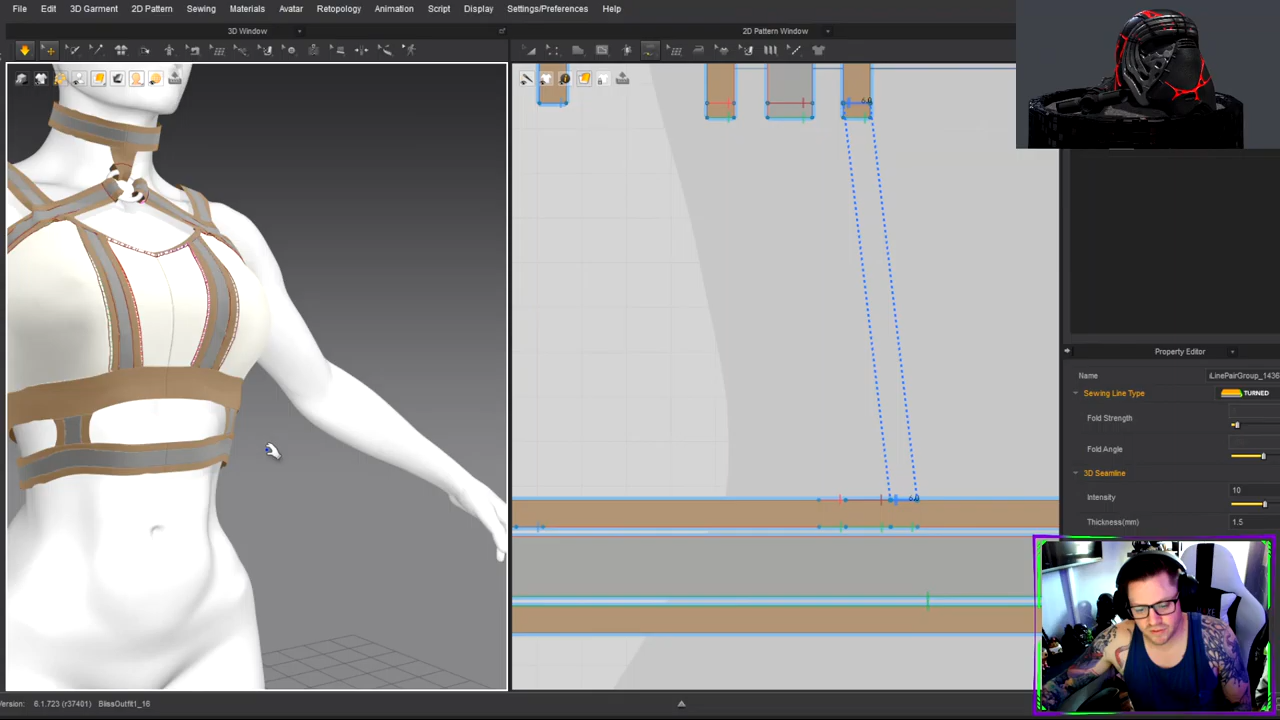 File Edit 3D Garment 2D Pattern Sewing Materials Avatar Retopology Animation Script Display Settings/Preferences Help
3D Window
2D Pattern Window
Property Editor
Name iLinePairGroup_1436
Sewing Line Type TURNED
Fold Strength
Fold Angle
3D Seamline
Intensity 10
Thickness(mm) 1.5
Version: 6.1.723 (r37401) BlissOutfit1_16